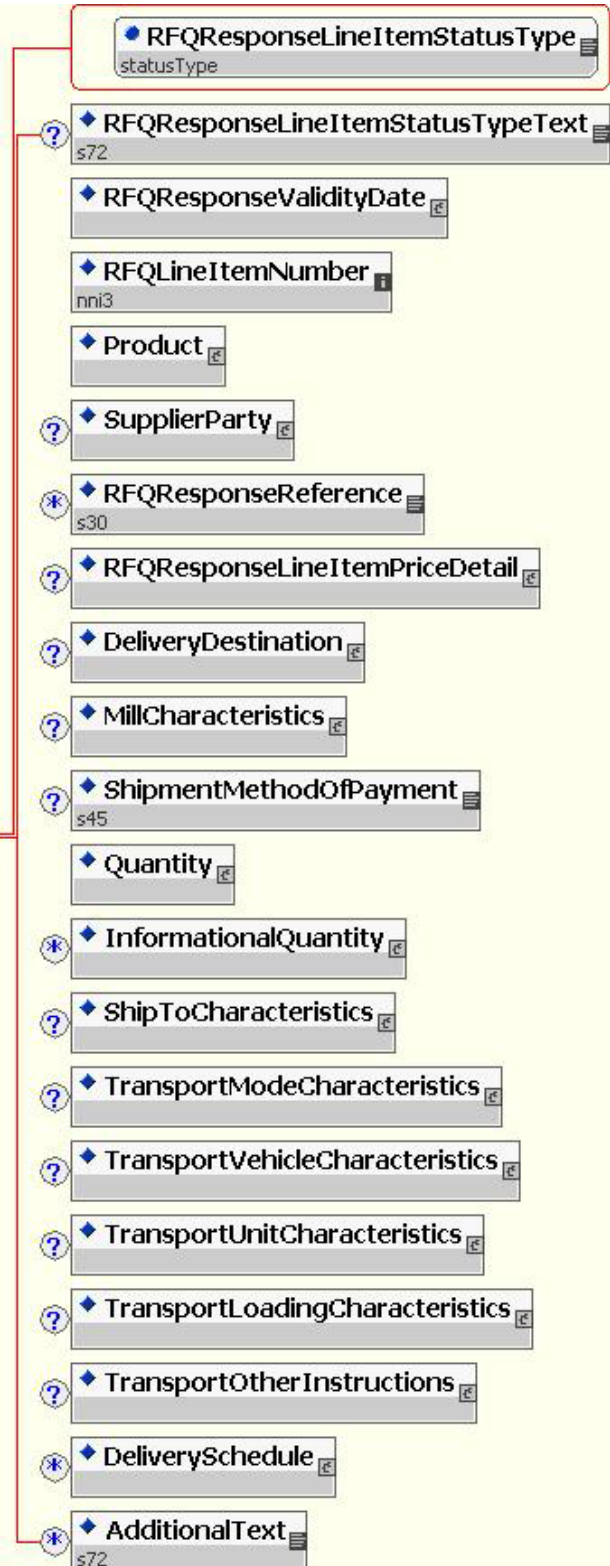 RFQResponseLineItemStatusType
statusType
? RFQResponseLineItemStatusTypeText
s72
RFQResponseValidityDate
RFQLineItemNumber
nni3
Product
? SupplierParty
* RFQResponseReference
s30
? RFQResponseLineItemPriceDetail
? DeliveryDestination
? MillCharacteristics
? ShipmentMethodOfPayment
s45
Quantity
* InformationalQuantity
? ShipToCharacteristics
? TransportModeCharacteristics
? TransportVehicleCharacteristics
? TransportUnitCharacteristics
? TransportLoadingCharacteristics
? TransportOtherInstructions
* DeliverySchedule
* AdditionalText
s72